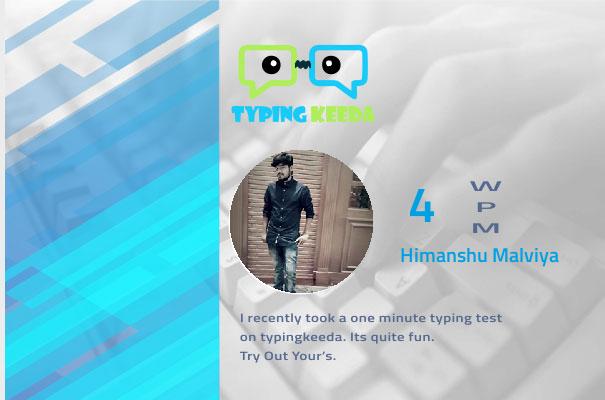 TYPING KEEDA
4
W
P
M
Himanshu Malviya
I recently took a one minute typing test
on typingkeeda. Its quite fun.
Try Out Your's.